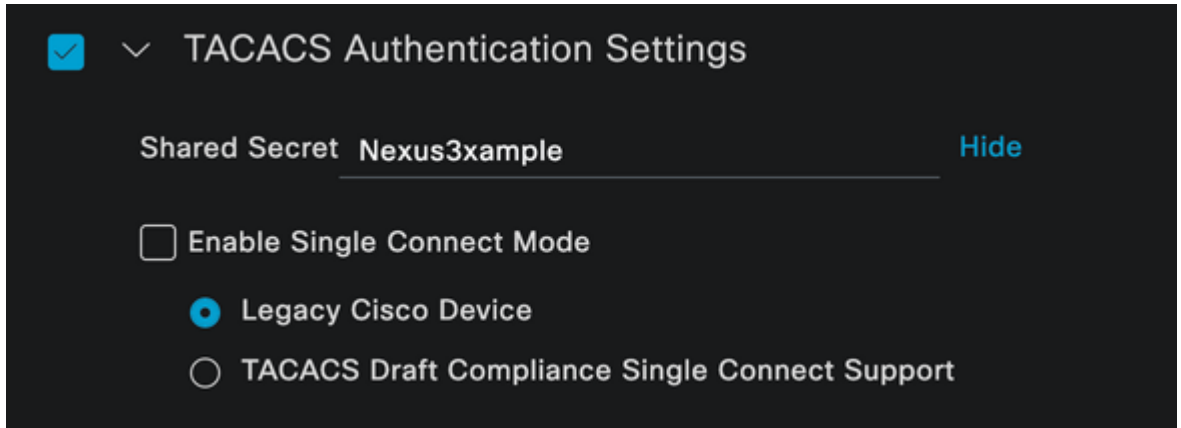 TACACS Authentication Settings
Shared Secret Nexus3xample Hide
Enable Single Connect Mode
Legacy Cisco Device
TACACS Draft Compliance Single Connect Support